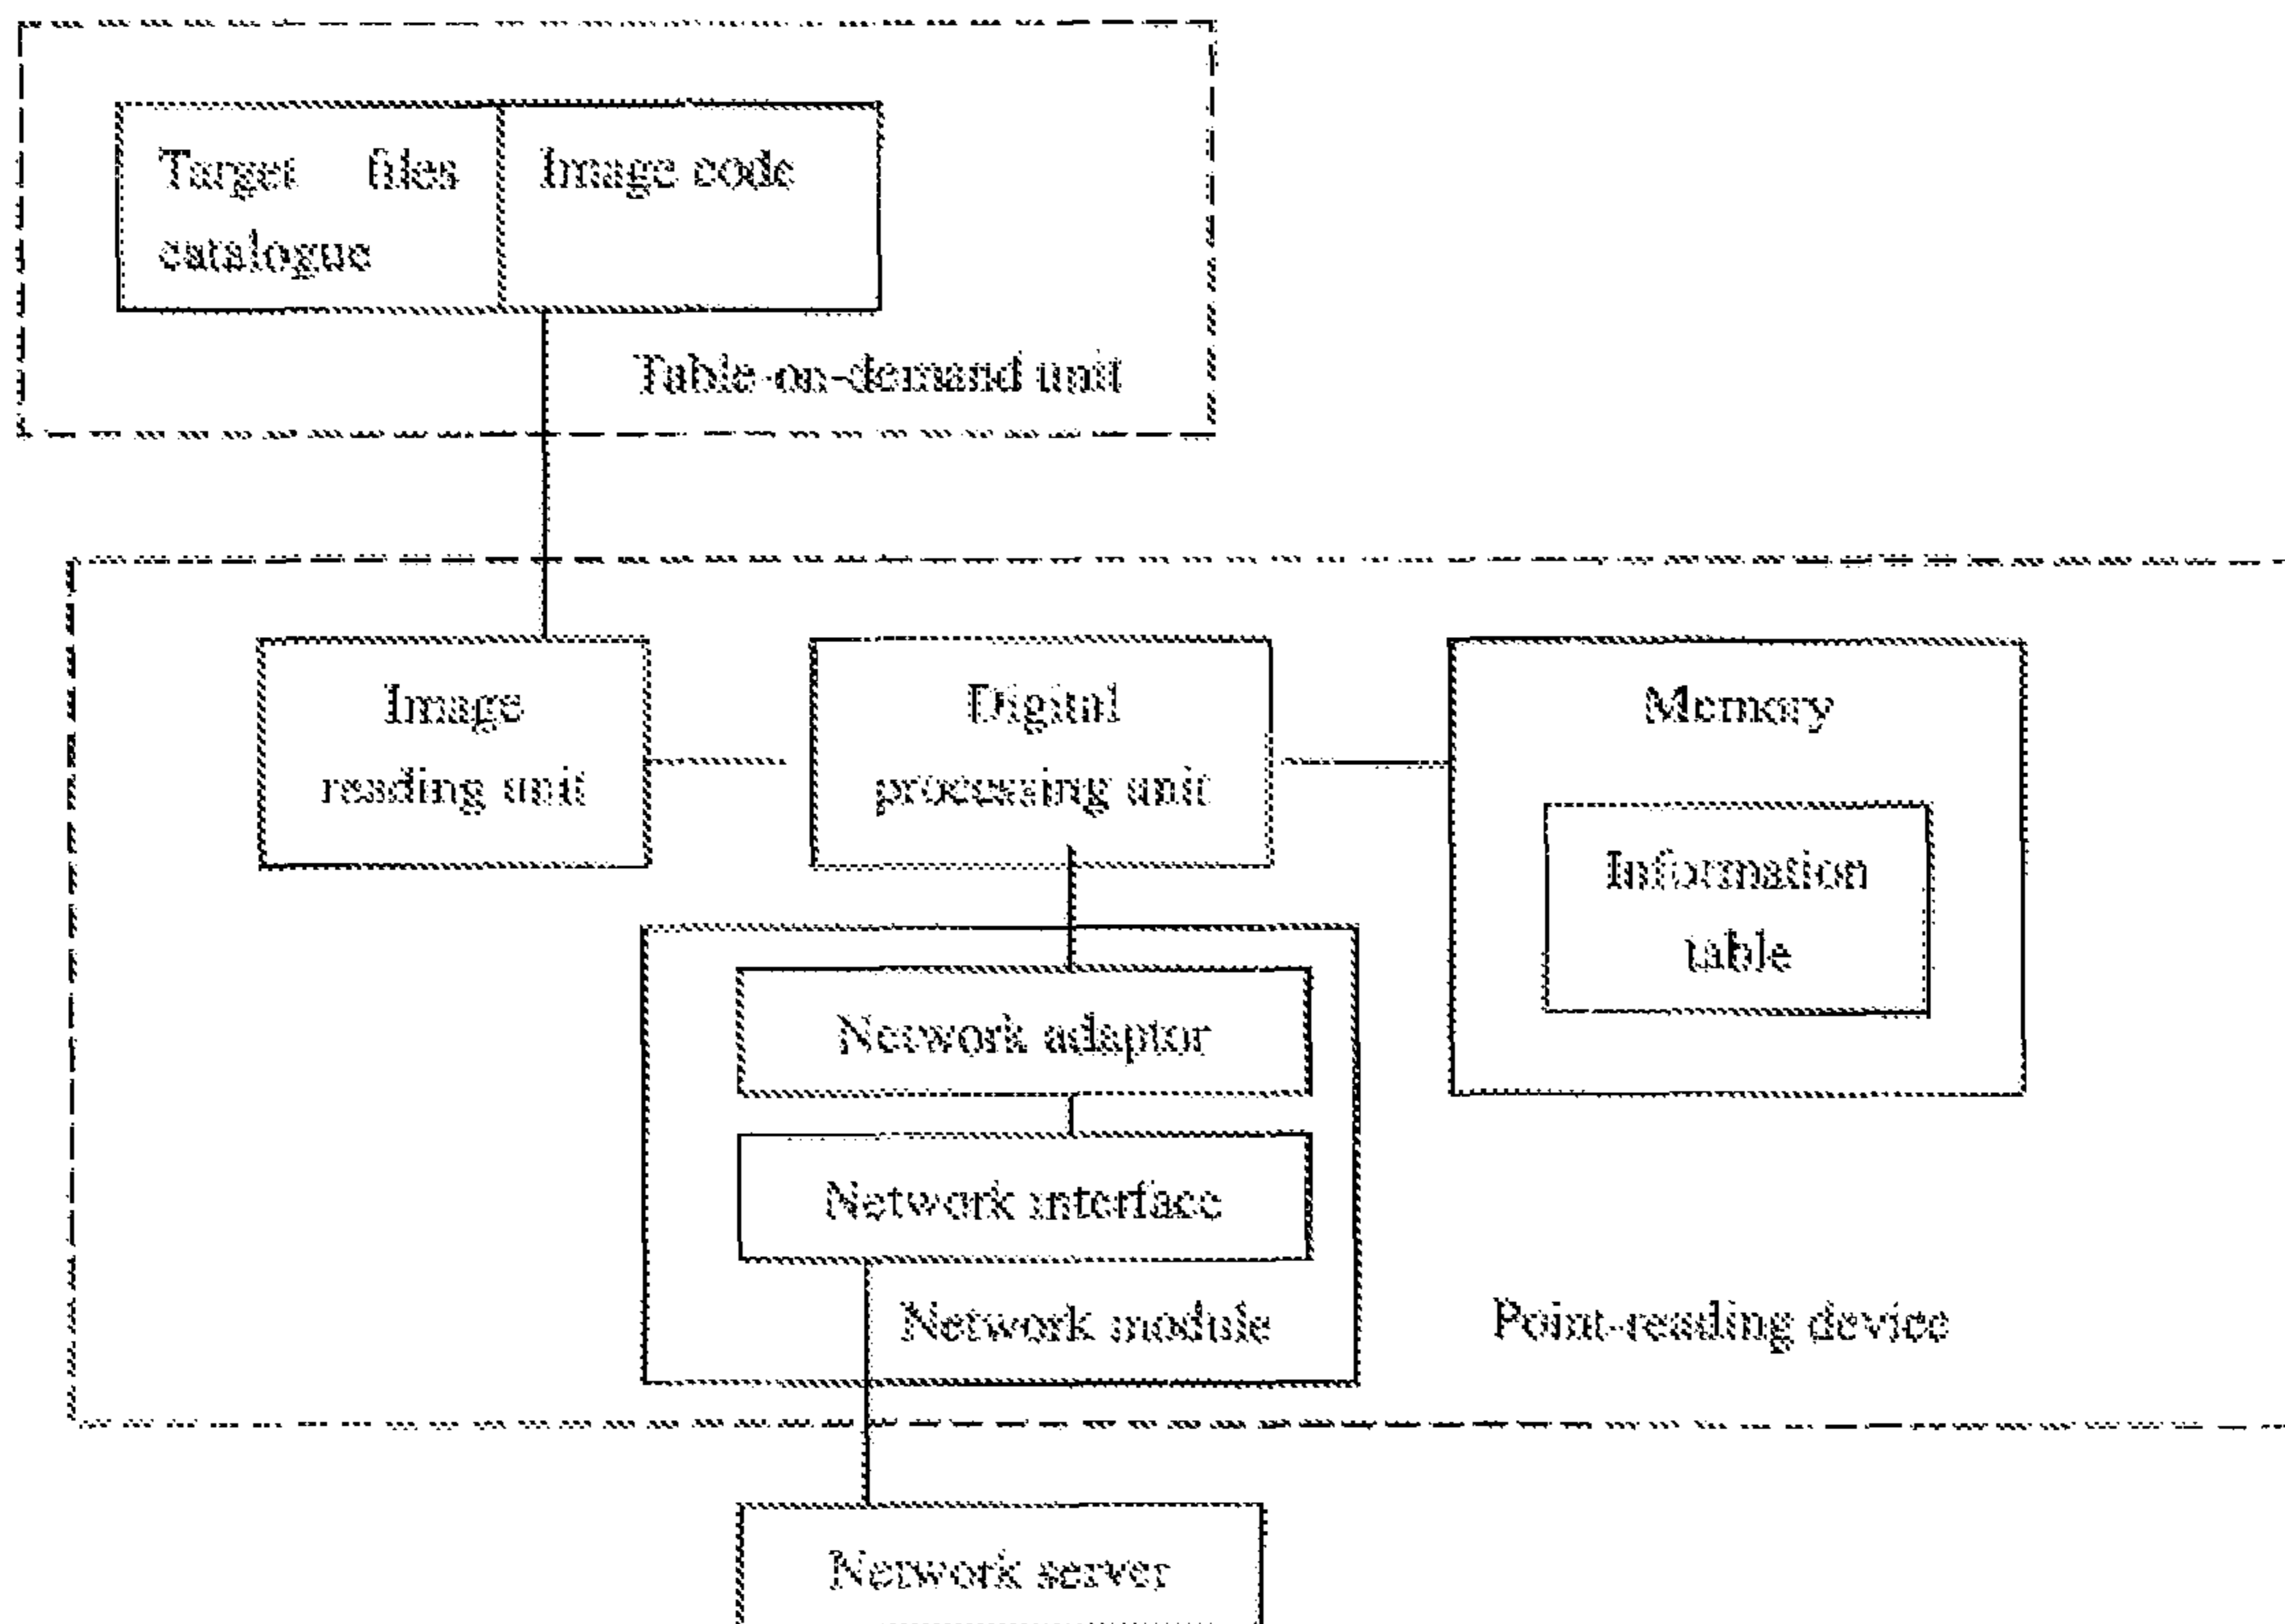 Target files
catalogue
Image code
Table-on-demand unit
Image
reading unit
Digital
processing unit
Memory
Information
table
Network adaptor
Network interface
Network module
Point-reading device
Network server